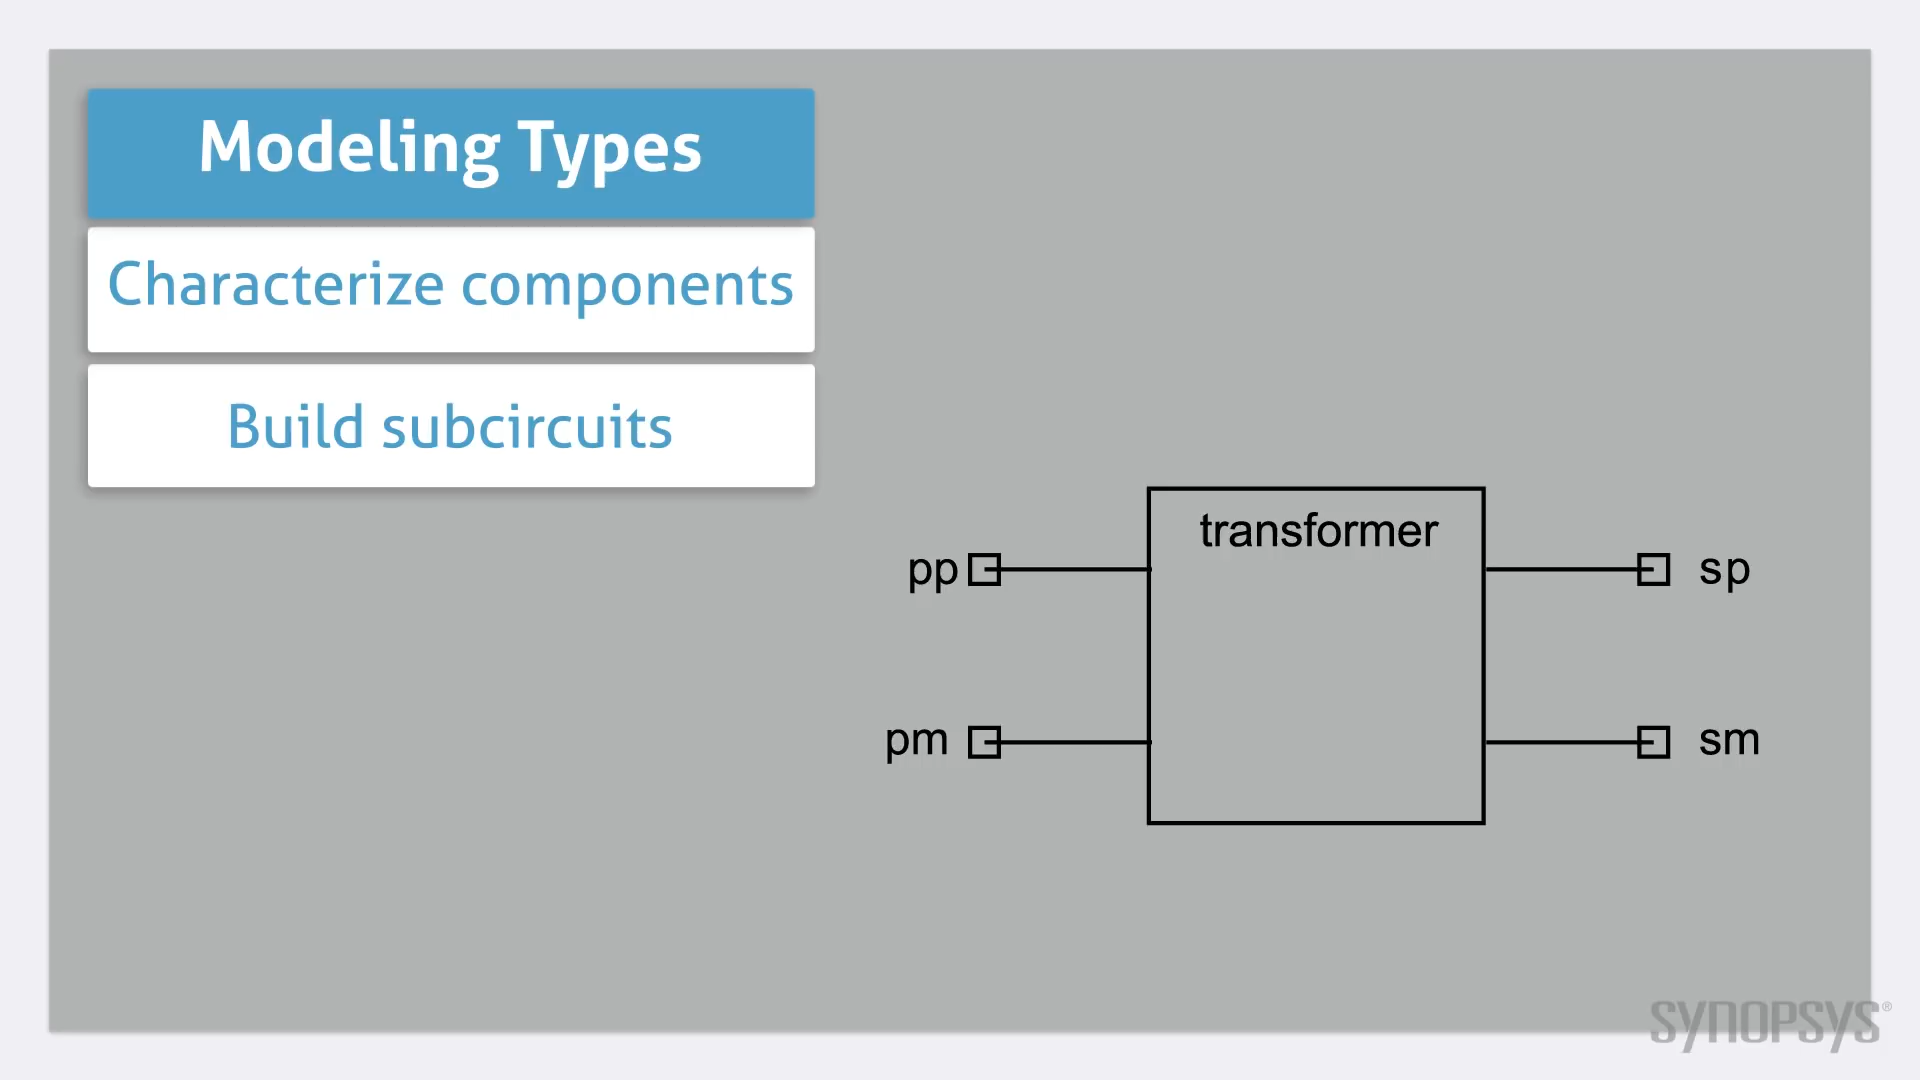 Modeling Types
Characterize components
Build subcircuits
transformer
pp
sp
pm
sm
SYNOPSYS®